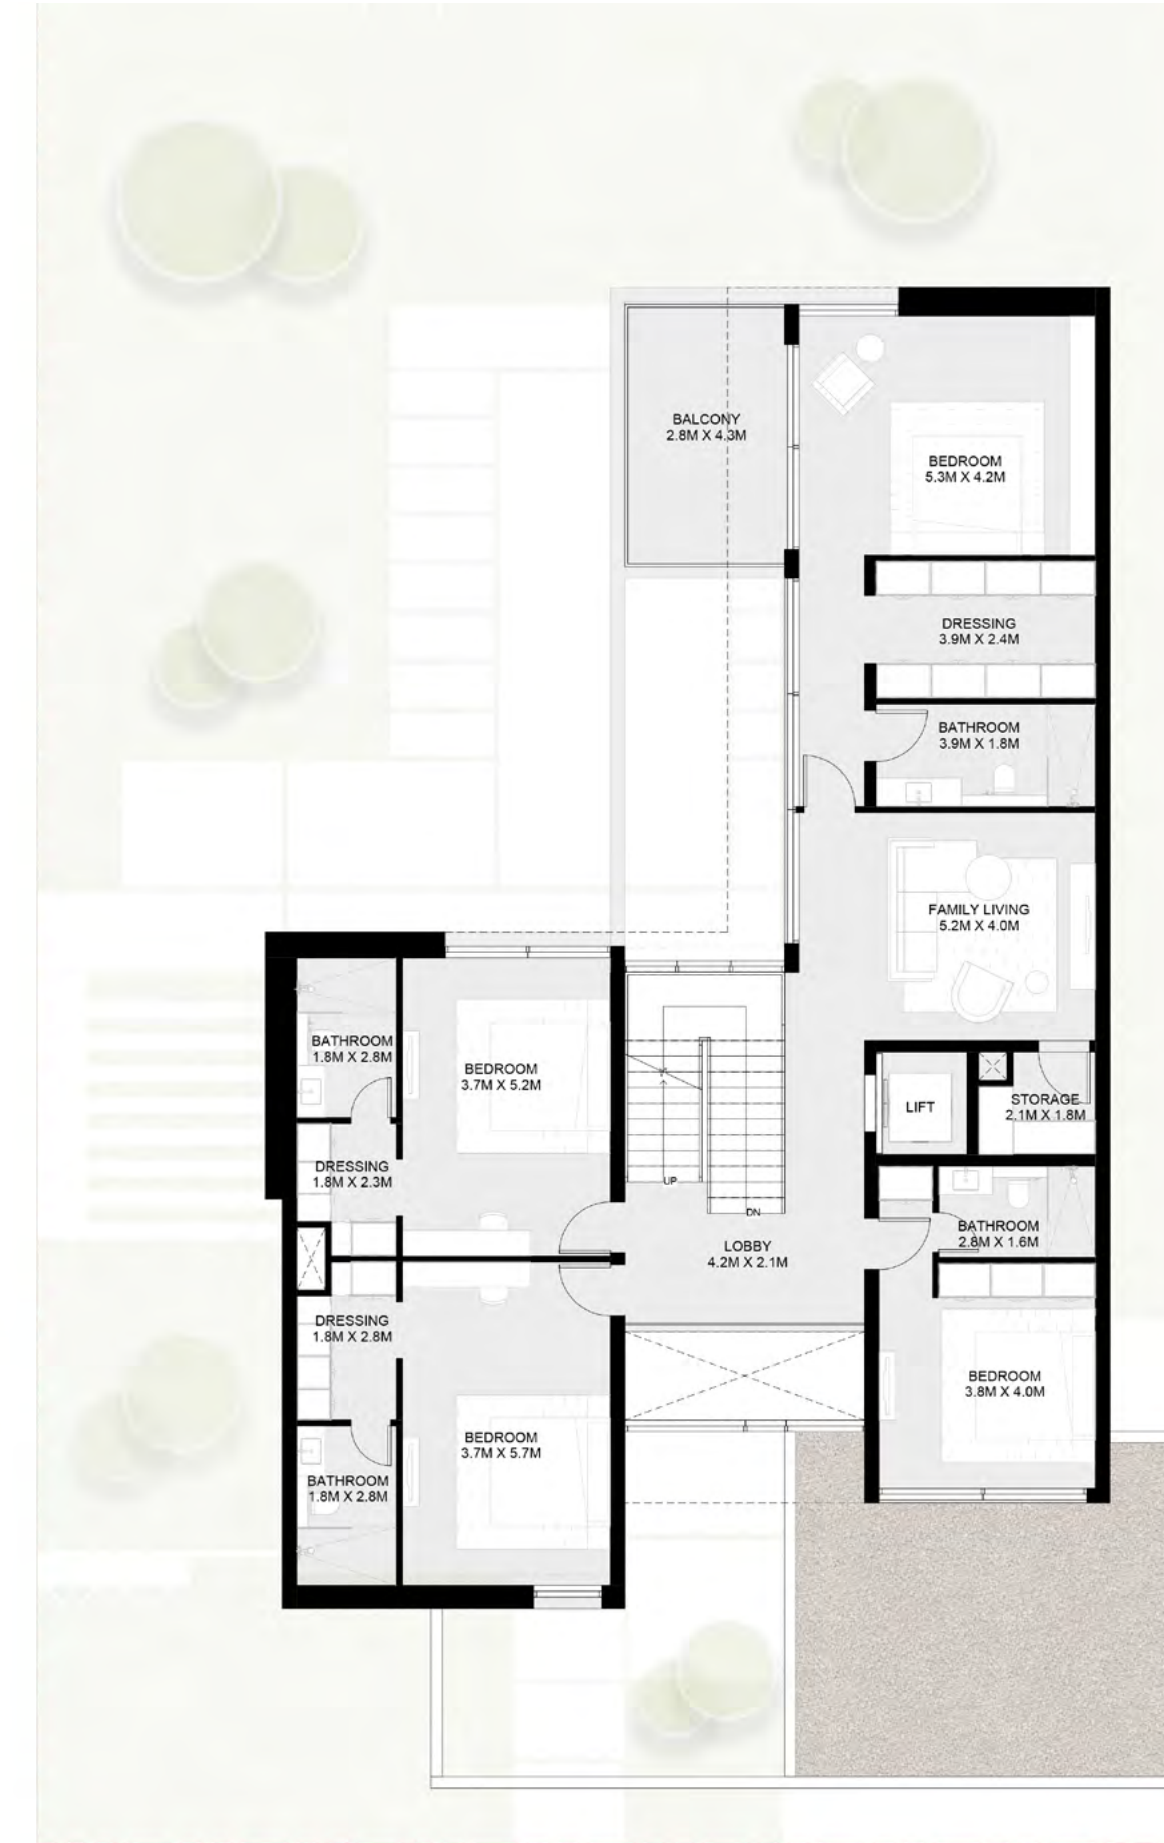 BALCONY
2.8M X 4.3M
BEDROOM
5.3M X 4.2M
DRESSING
3.9M X 2.4M
BATHROOM
3.9M X 1.8M
FAMILY LIVING
5.2M X 4.0M
BATHROOM
1.8M X 2.8M
BEDROOM
3.7M X 5.2M
LIFT
STORAGE
2.1M X 1.8M
DRESSING
1.8M X 2.3M
UP
DN
LOBBY
4.2M X 2.1M
BATHROOM
2.8M X 1.6M
DRESSING
1.8M X 2.8M
BEDROOM
3.8M X 4.0M
BEDROOM
3.7M X 5.7M
BATHROOM
1.8M X 2.8M